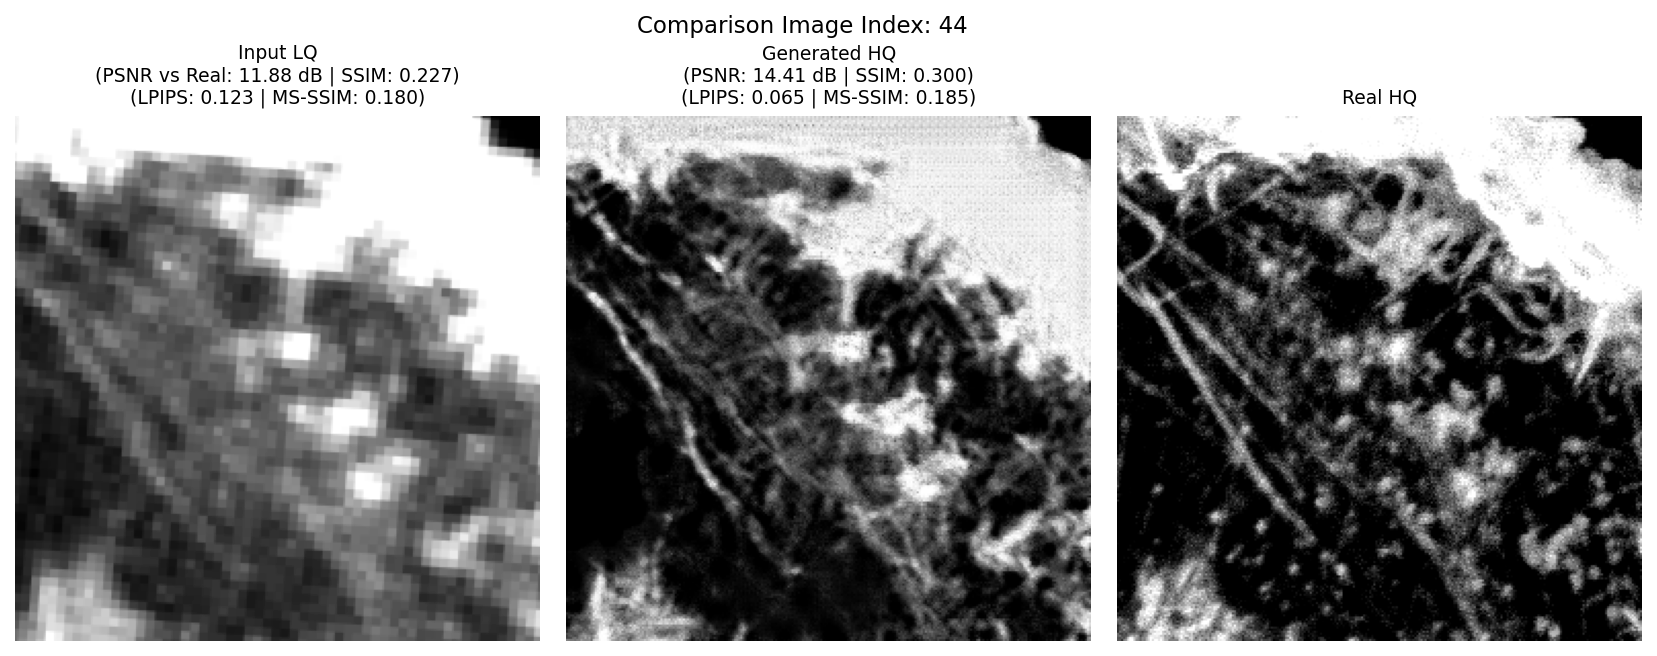 Comparison Image Index: 44
Input LQ
(PSNR vs Real: 11.88 dB | SSIM: 0.227)
(LPIPS: 0.123 | MS-SSIM: 0.180)
Generated HQ
(PSNR: 14.41 dB | SSIM: 0.300)
(LPIPS: 0.065 | MS-SSIM: 0.185)
Real HQ